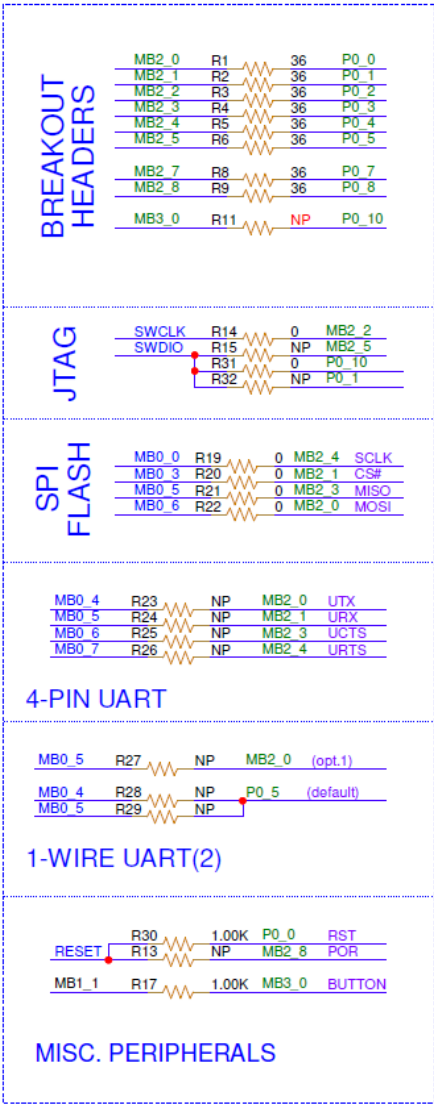 BREAKOUT
HEADERS
MB2_0 R1 36 P0_0
MB2_1 R2 36 P0_1
MB2_2 R3 36 P0_2
MB2_3 R4 36 P0_3
MB2_4 R5 36 P0_4
MB2_5 R6 36 P0_5
MB2_7 R8 36 P0_7
MB2_8 R9 36 P0_8
MB3_0 R11 NP P0_10
JTAG
SWCLK R14 0 MB2_2
SWDIO R15 NP MB2_5
R31 0 P0_10
R32 NP P0_1
SPI
FLASH
MB0_0 R19 0 MB2_4 SCLK
MB0_3 R20 0 MB2_1 CS#
MB0_5 R21 0 MB2_3 MISO
MB0_6 R22 0 MB2_0 MOSI
MB0_4 R23 NP MB2_0 UTX
MB0_5 R24 NP MB2_1 URX
MB0_6 R25 NP MB2_3 UCTS
MB0_7 R26 NP MB2_4 URTS
4-PIN UART
MB0_5 R27 NP MB2_0 (opt.1)
MB0_4 R28 NP P0_5 (default)
MB0_5 R29 NP
1-WIRE UART(2)
R30 1.00K P0_0 RST
RESET R13 NP MB2_8 POR
MB1_1 R17 1.00K MB3_0 BUTTON
MISC. PERIPHERALS